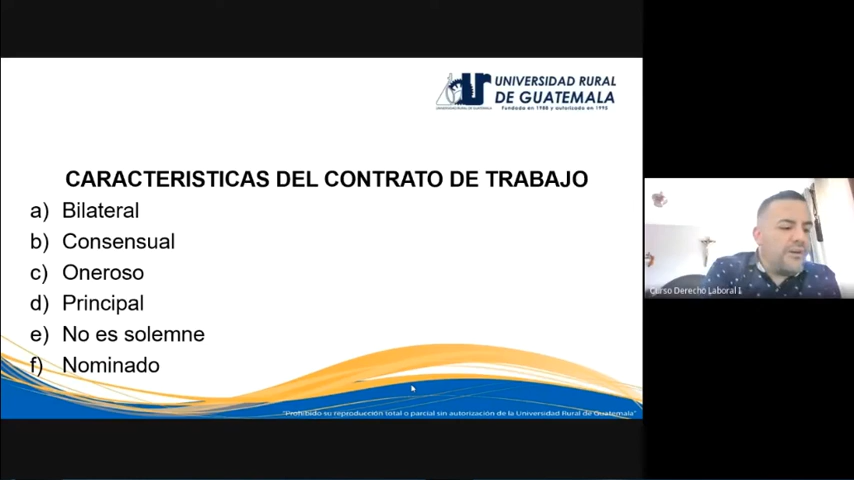 UNIVERSIDAD RURAL
DE GUATEMALA
Fundada en 1988 y autorizada en 1995
CARACTERISTICAS DEL CONTRATO DE TRABAJO
a) Bilateral
b) Consensual
c) Oneroso
d) Principal
e) No es solemne
f) Nominado
"Prohibido su reproducción total o parcial sin autorización de la Universidad Rural de Guatemala"
Curso Derecho Laboral I